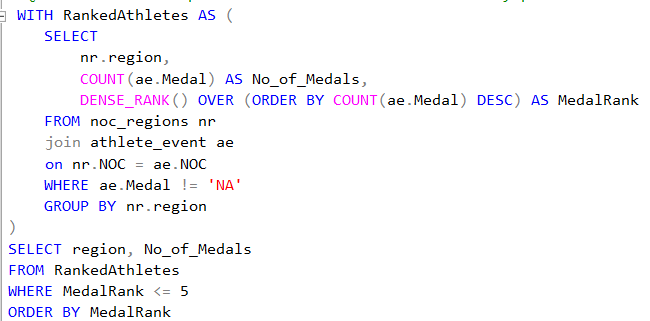 WITH RankedAthletes AS (
SELECT
nr.region,
COUNT(ae.Medal) AS No_of_Medals,
DENSE_RANK() OVER (ORDER BY COUNT(ae.Medal) DESC) AS MedalRank
FROM noc_regions nr
join athlete_event ae
on nr.NOC = ae.NOC
WHERE ae.Medal != 'NA'
GROUP BY nr.region
)
SELECT region, No_of_Medals
FROM RankedAthletes
WHERE MedalRank <= 5
ORDER BY MedalRank